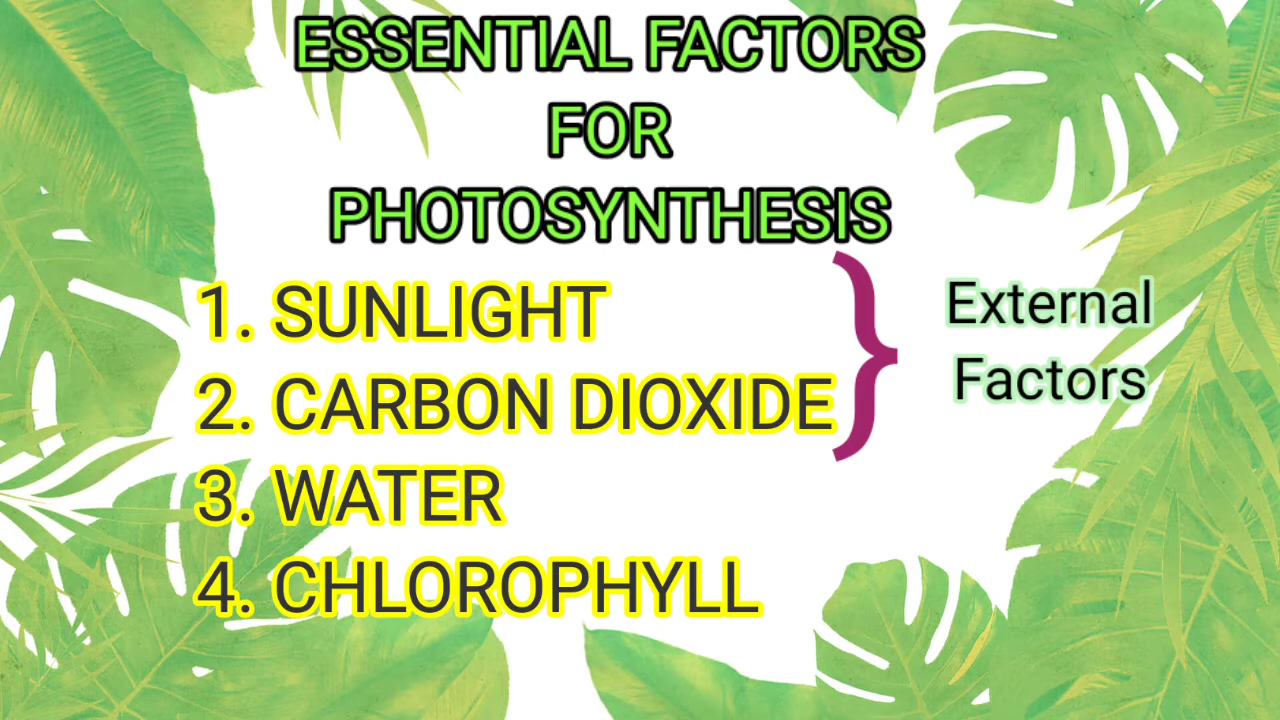 ESSENTIAL FACTORS
FOR
PHOTOSYNTHESIS
1. SUNLIGHT
2. CARBON DIOXIDE
3. WATER
4. CHLOROPHYLL
External
Factors